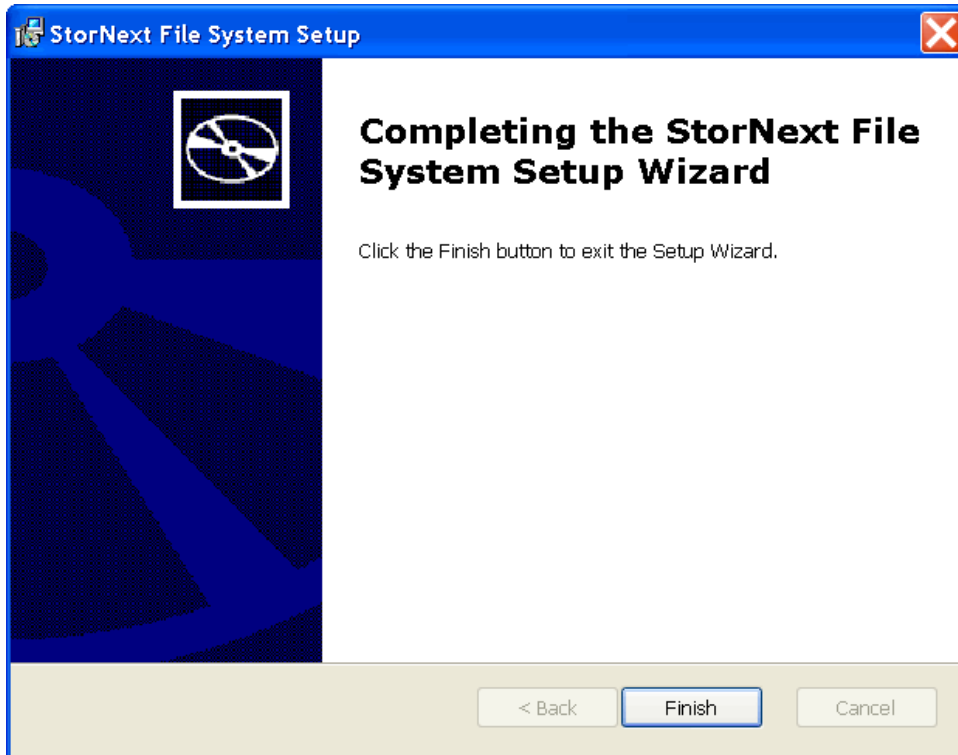 StorNext File System Setup
Completing the StorNext File
System Setup Wizard
Click the Finish button to exit the Setup Wizard.
< Back
Finish
Cancel